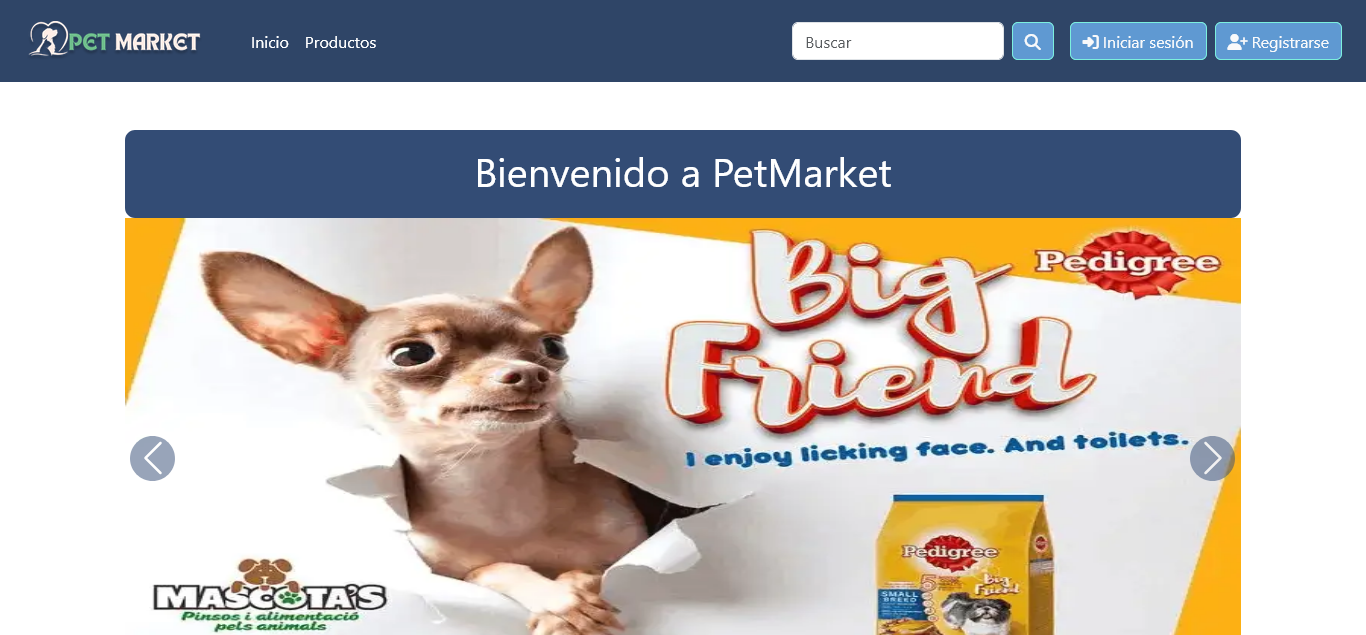 PET MARKET
Inicio
Productos
Buscar
Iniciar sesión
Registrarse
Bienvenido a PetMarket
Big
Friend
Pedigree
I enjoy licking face. And toilets.
MASCOTA'S
Pinsos i alimentació
pels animals
Pedigree
5
Big
Friend
SMALL
BREED